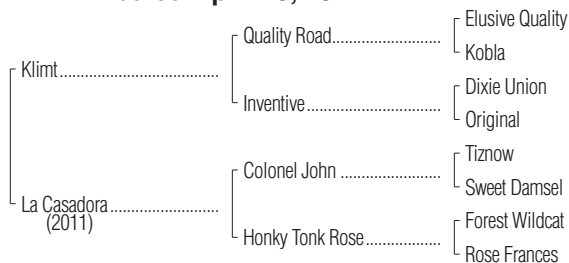 Elusive Quality
Quality Road
Kobla
Klimt
Dixie Union
Inventive
Original
Tiznow
Colonel John
Sweet Damsel
La Casadora
(2011)
Forest Wildcat
Honky Tonk Rose
Rose Frances